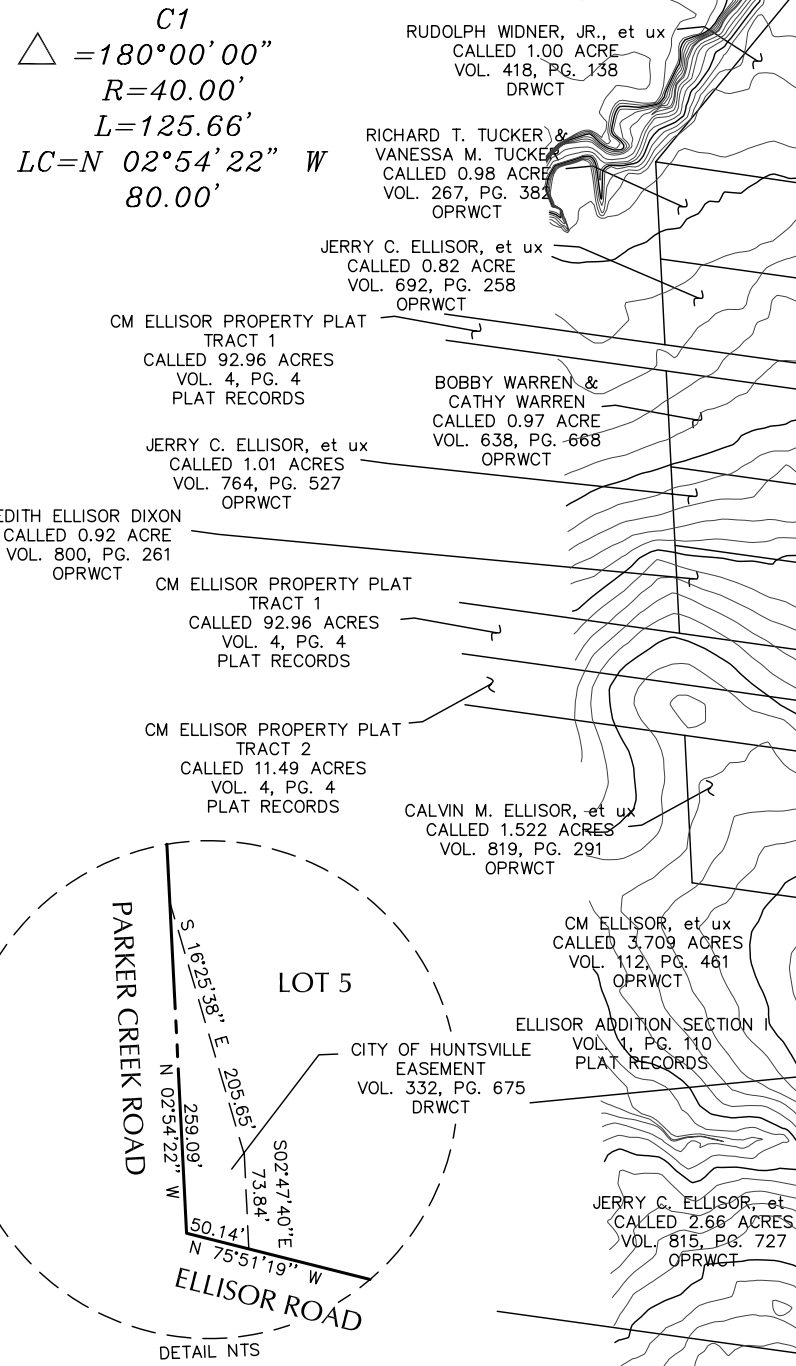 C1
△ =180°00'00"
R=40.00'
L=125.66'
LC=N 02°54'22" W
80.00'
RUDOLPH WIDNER, JR., et ux
CALLED 1.00 ACRE
VOL. 418, PG. 138
DRWCT
RICHARD T. TUCKER &
VANESSA M. TUCKER
CALLED 0.98 ACRE
VOL. 267, PG. 382
OPRWCT
JERRY C. ELLISOR, et ux
CALLED 0.82 ACRE
VOL. 692, PG. 258
OPRWCT
CM ELLISOR PROPERTY PLAT
TRACT 1
CALLED 92.96 ACRES
VOL. 4, PG. 4
PLAT RECORDS
BOBBY WARREN &
CATHY WARREN
CALLED 0.97 ACRE
VOL. 638, PG. 668
OPRWCT
JERRY C. ELLISOR, et ux
CALLED 1.01 ACRES
VOL. 764, PG. 527
OPRWCT
EDITH ELLISOR DIXON
CALLED 0.92 ACRE
VOL. 800, PG. 261
OPRWCT
CM ELLISOR PROPERTY PLAT
TRACT 1
CALLED 92.96 ACRES
VOL. 4, PG. 4
PLAT RECORDS
CM ELLISOR PROPERTY PLAT
TRACT 2
CALLED 11.49 ACRES
VOL. 4, PG. 4
PLAT RECORDS
CALVIN M. ELLISOR, et ux
CALLED 1.522 ACRES
VOL. 819, PG. 291
OPRWCT
CM ELLISOR, et ux
CALLED 3.709 ACRES
VOL. 112, PG. 461
OPRWCT
ELLISOR ADDITION SECTION I
VOL. 1, PG. 110
PLAT RECORDS
JERRY C. ELLISOR, et
CALLED 2.66 ACRES
VOL. 815, PG. 727
OPRWCT
PARKER CREEK ROAD
S 16°25'38" E 205.65'
LOT 5
CITY OF HUNTSVILLE
EASEMENT
VOL. 332, PG. 675
DRWCT
259.09'
N 02°54'22" W
S02°47'40"E
73.84'
50.14'
N 75°51'19" W
ELLISOR ROAD
DETAIL NTS